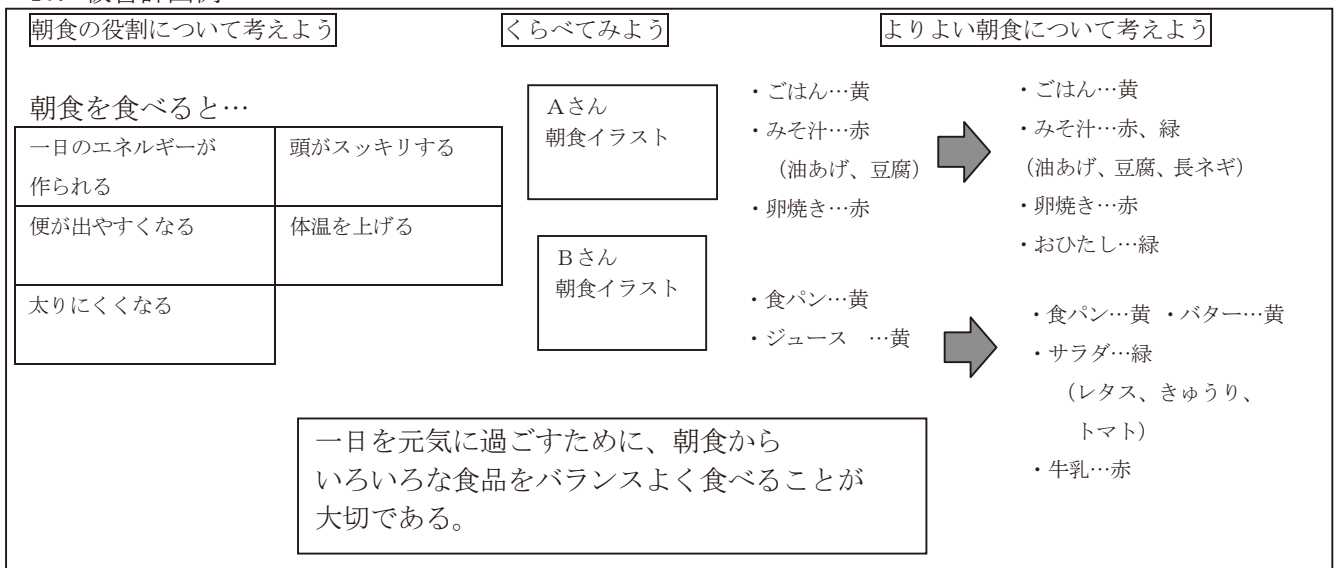 朝食の役割について考えよう
くらべてみよう
よりよい朝食について考えよう
朝食を食べると…
一日のエネルギーが
作られる
頭がスッキリする
便が出やすくなる
体温を上げる
太りにくくなる
Aさん
朝食イラスト
・ごはん…黄
・みそ汁…赤
(油あげ、豆腐)
・卵焼き…赤
・ごはん…黄
・みそ汁…赤、緑
(油あげ、豆腐、長ネギ)
・卵焼き…赤
・おひたし…緑
Bさん
朝食イラスト
・食パン…黄
・ジュース …黄
・食パン…黄 ・バター…黄
・サラダ…緑
(レタス、きゅうり、
トマト)
・牛乳…赤
一日を元気に過ごすために、朝食から
いろいろな食品をバランスよく食べることが
大切である。